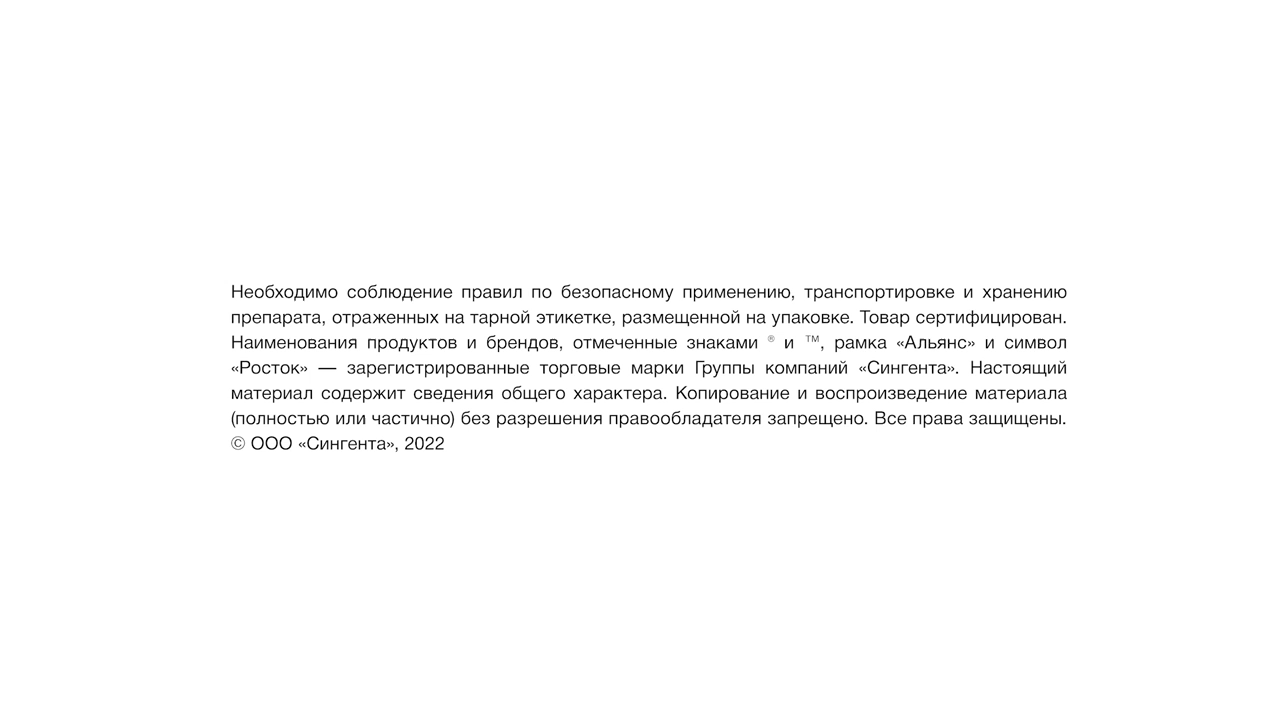 Необходимо соблюдение правил по безопасному применению, транспортировке и хранению
препарата, отраженных на тарной этикетке, размещенной на упаковке. Товар сертифицирован.
Наименования продуктов и брендов, отмеченные знаками ® и ™, рамка «Альянс» и символ
«Росток» — зарегистрированные торговые марки Группы компаний «Сингента». Настоящий
материал содержит сведения общего характера. Копирование и воспроизведение материала
(полностью или частично) без разрешения правообладателя запрещено. Все права защищены.
© ООО «Сингента», 2022